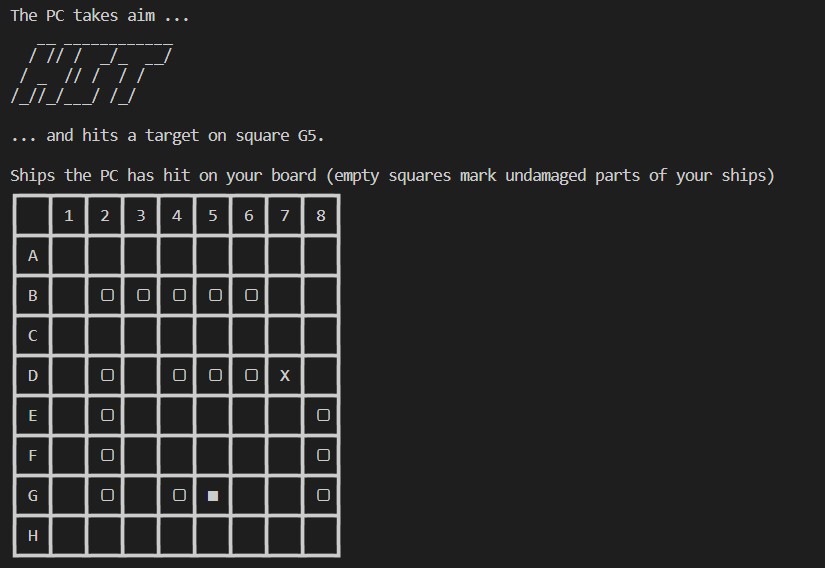 The PC takes aim ...
HIT
... and hits a target on square G5.
Ships the PC has hit on your board (empty squares mark undamaged parts of your ships)
1 2 3 4 5 6 7 8
A
B ▢ ▢ ▢ ▢ ▢
C
D ▢ ▢ ▢ ▢ X
E ▢ ▢
F ▢ ▢
G ▢ ▢ ■ ▢
H